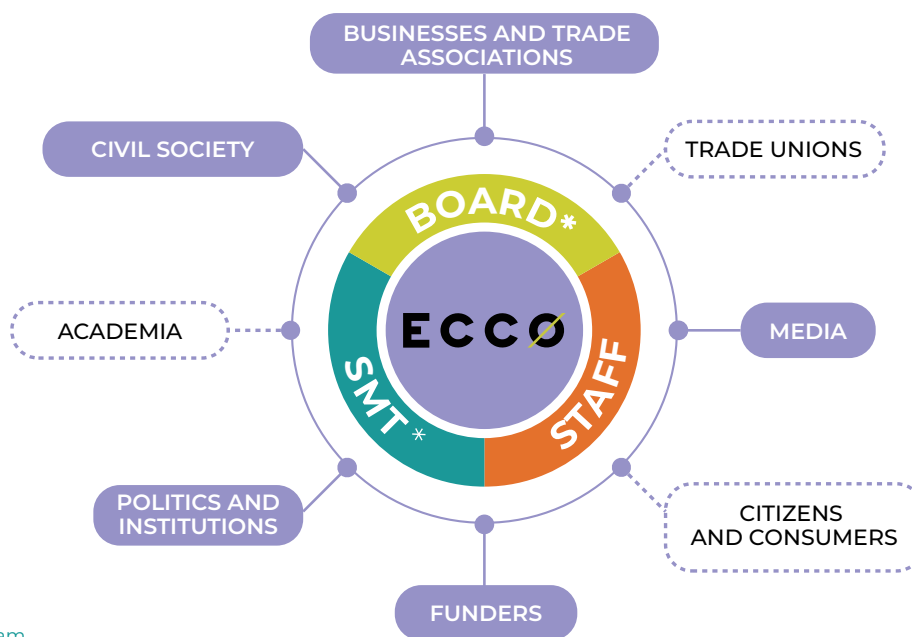 BUSINESSES AND TRADE
ASSOCIATIONS
CIVIL SOCIETY
TRADE UNIONS
BOARD*
ECCØ
ACADEMIA
MEDIA
SMT*
STAFF
POLITICS AND
INSTITUTIONS
CITIZENS
AND CONSUMERS
FUNDERS